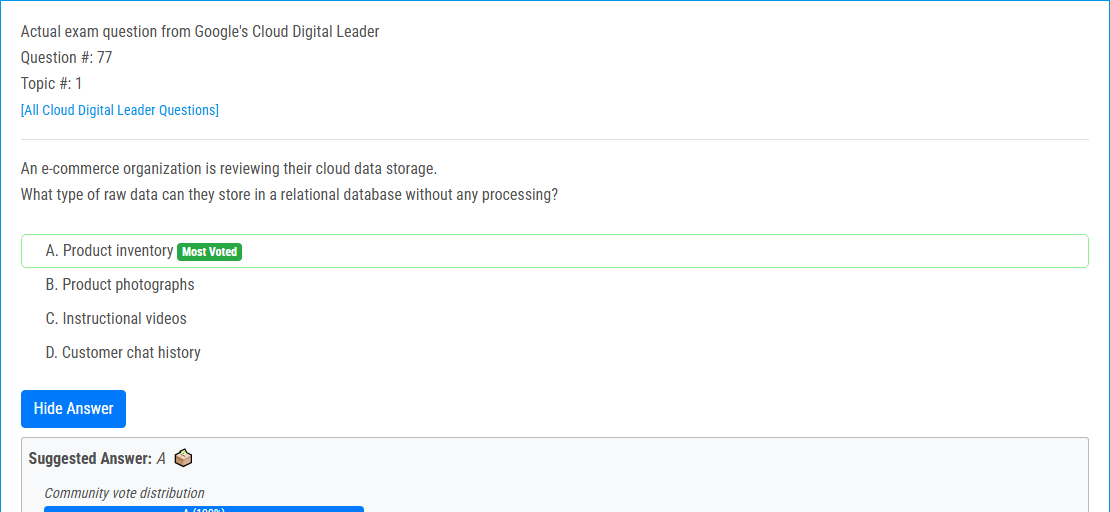 Actual exam question from Google's Cloud Digital Leader
Question #: 77
Topic #: 1
[All Cloud Digital Leader Questions]
An e-commerce organization is reviewing their cloud data storage.
What type of raw data can they store in a relational database without any processing?
A. Product inventory Most Voted
B. Product photographs
C. Instructional videos
D. Customer chat history
Hide Answer
Suggested Answer: A
Community vote distribution
A (100%)